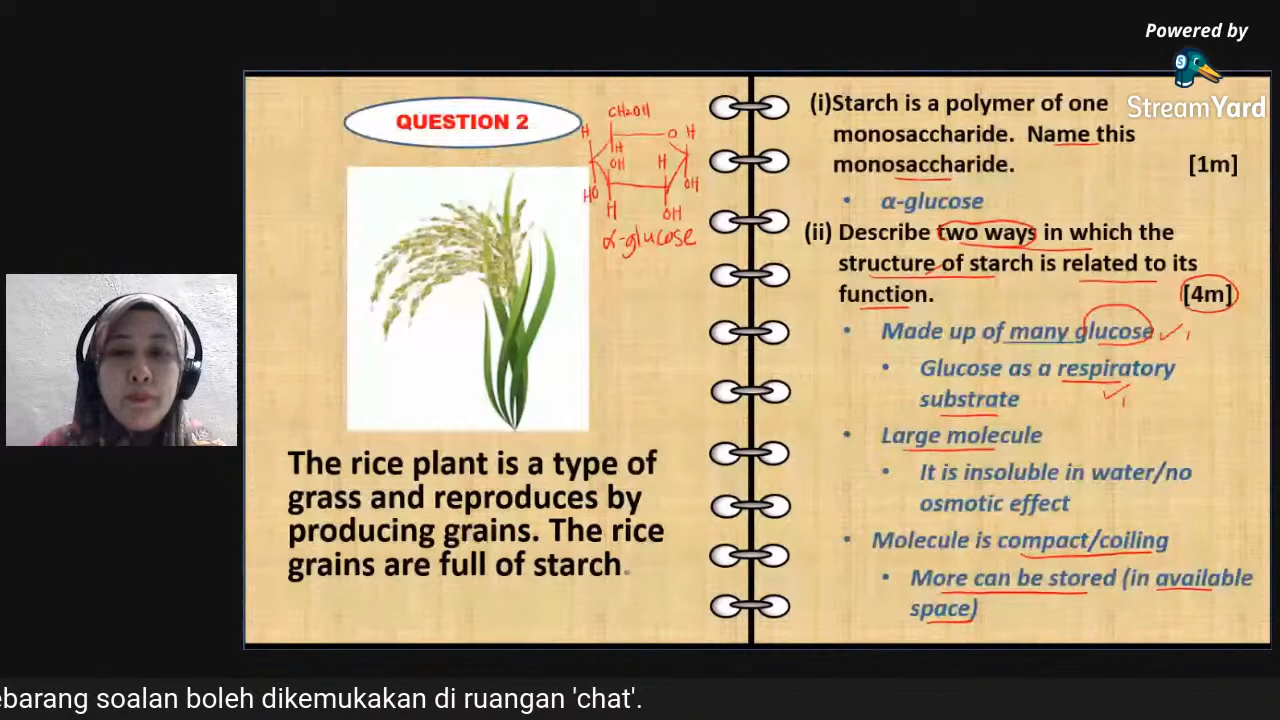 Powered by
StreamYard
QUESTION 2
CH₂OH
H
O
H
H
OH
H
HO
OH
H
OH
α-glucose
The rice plant is a type of
grass and reproduces by
producing grains. The rice
grains are full of starch.
(i)Starch is a polymer of one
monosaccharide. Name this
monosaccharide. [1m]
• α-glucose
(ii) Describe two ways in which the
structure of starch is related to its
function. [4m]
• Made up of many glucose ✓1
• Glucose as a respiratory
substrate ✓1
• Large molecule
• It is insoluble in water/no
osmotic effect
• Molecule is compact/coiling
• More can be stored (in available
space)
ebarang soalan boleh dikemukakan di ruangan 'chat'.